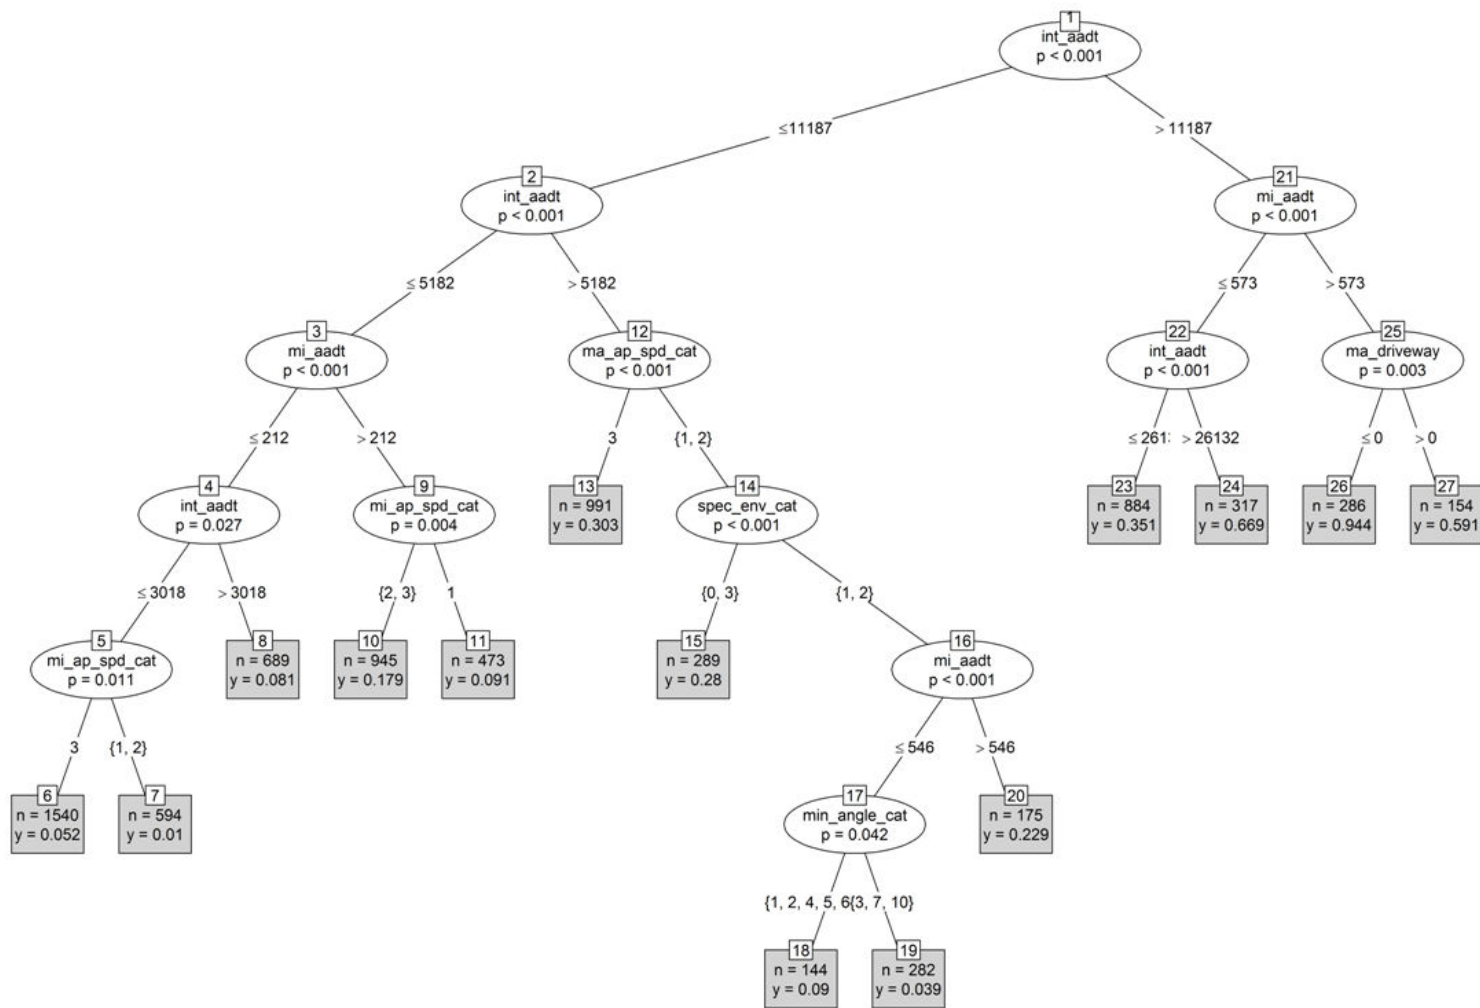 1
int_aadt
p < 0.001
≤11187
> 11187
2
int_aadt
p < 0.001
21
mi_aadt
p < 0.001
≤ 5182
> 5182
≤ 573
> 573
3
mi_aadt
p < 0.001
12
ma_ap_spd_cat
p < 0.001
22
int_aadt
p < 0.001
25
ma_driveway
p = 0.003
≤ 212
> 212
3
{1, 2}
≤ 261
> 26132
≤ 0
> 0
4
int_aadt
p = 0.027
9
mi_ap_spd_cat
p = 0.004
13
n = 991
y = 0.303
14
spec_env_cat
p < 0.001
23
n = 884
y = 0.351
24
n = 317
y = 0.669
26
n = 286
y = 0.944
27
n = 154
y = 0.591
≤ 3018
> 3018
{2, 3}
1
{0, 3}
{1, 2}
5
mi_ap_spd_cat
p = 0.011
8
n = 689
y = 0.081
10
n = 945
y = 0.179
11
n = 473
y = 0.091
15
n = 289
y = 0.28
16
mi_aadt
p < 0.001
3
{1, 2}
≤ 546
> 546
6
n = 1540
y = 0.052
7
n = 594
y = 0.01
17
min_angle_cat
p = 0.042
20
n = 175
y = 0.229
{1, 2, 4, 5, 6
{3, 7, 10}
18
n = 144
y = 0.09
19
n = 282
y = 0.039